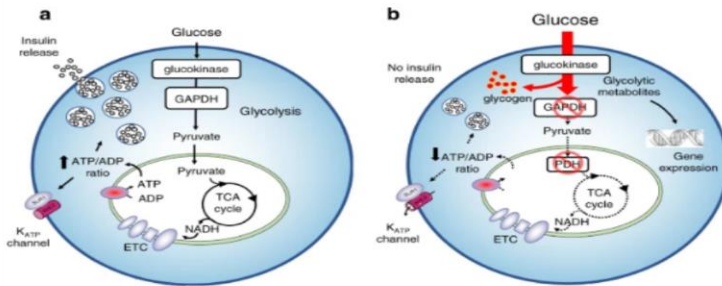 a
Glucose
Insulin
release
glucokinase
GAPDH
Glycolysis
Pyruvate
ATP/ADP
ratio
Pyruvate
ATP
ADP
TCA
cycle
NADH
KATP
channel
ETC
b
Glucose
No insulin
release
glucokinase
glycogen
Glycolytic
metabolites
GAPDH
Pyruvate
Gene
expression
ATP/ADP
ratio
PDH
TCA
cycle
NADH
KATP
channel
ETC